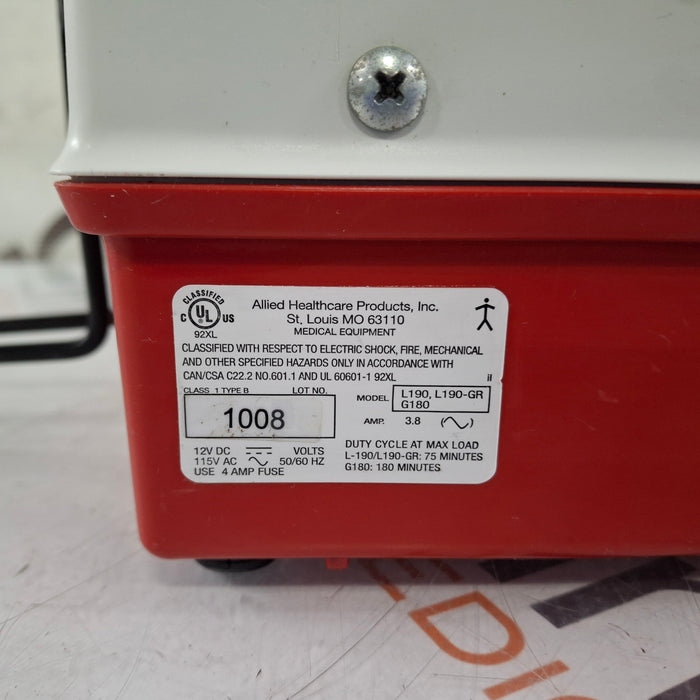 CLASSIFIED
C UL US
92XL
Allied Healthcare Products, Inc.
St. Louis MO 63110
MEDICAL EQUIPMENT
CLASSIFIED WITH RESPECT TO ELECTRIC SHOCK, FIRE, MECHANICAL
AND OTHER SPECIFIED HAZARDS ONLY IN ACCORDANCE WITH
CAN/CSA C22.2 NO.601.1 AND UL 60601-1 92XL
CLASS 1 TYPE B LOT NO.
1008
MODEL L190, L190-GR
G180
AMP. 3.8
12V DC VOLTS
115V AC 50/60 HZ
USE 4 AMP FUSE
DUTY CYCLE AT MAX LOAD
L-190/L190-GR: 75 MINUTES
G180: 180 MINUTES